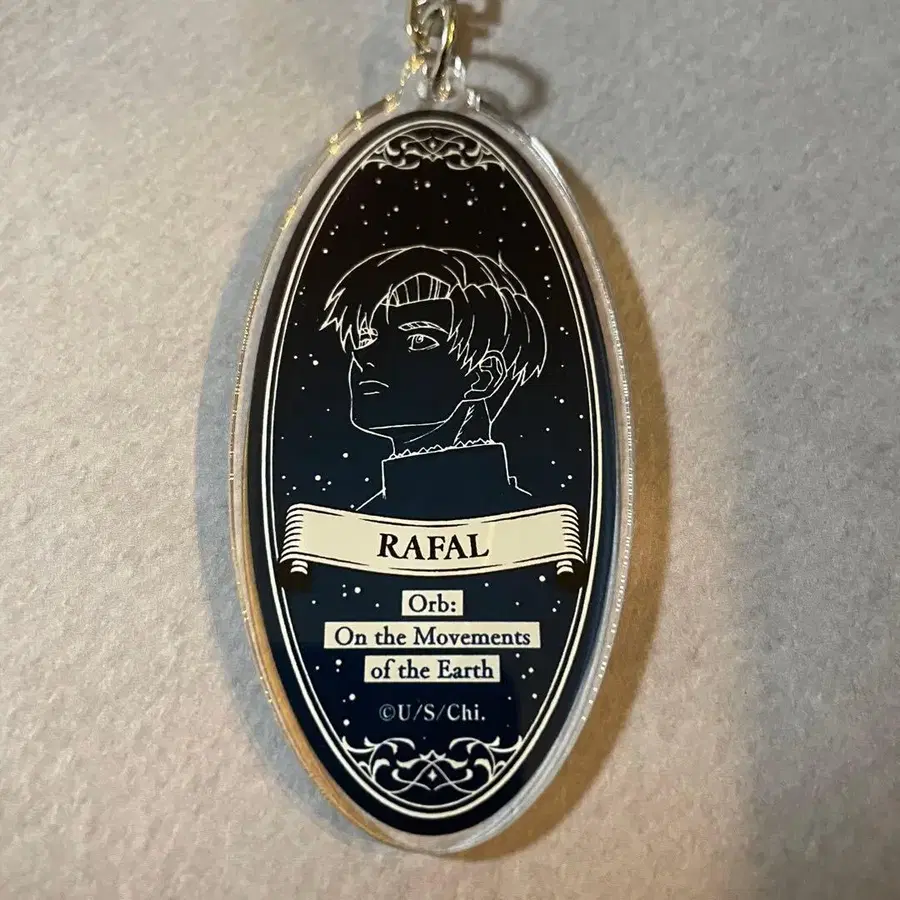 RAFAL
Orb:
On the Movements
of the Earth
©U/S/Chi.